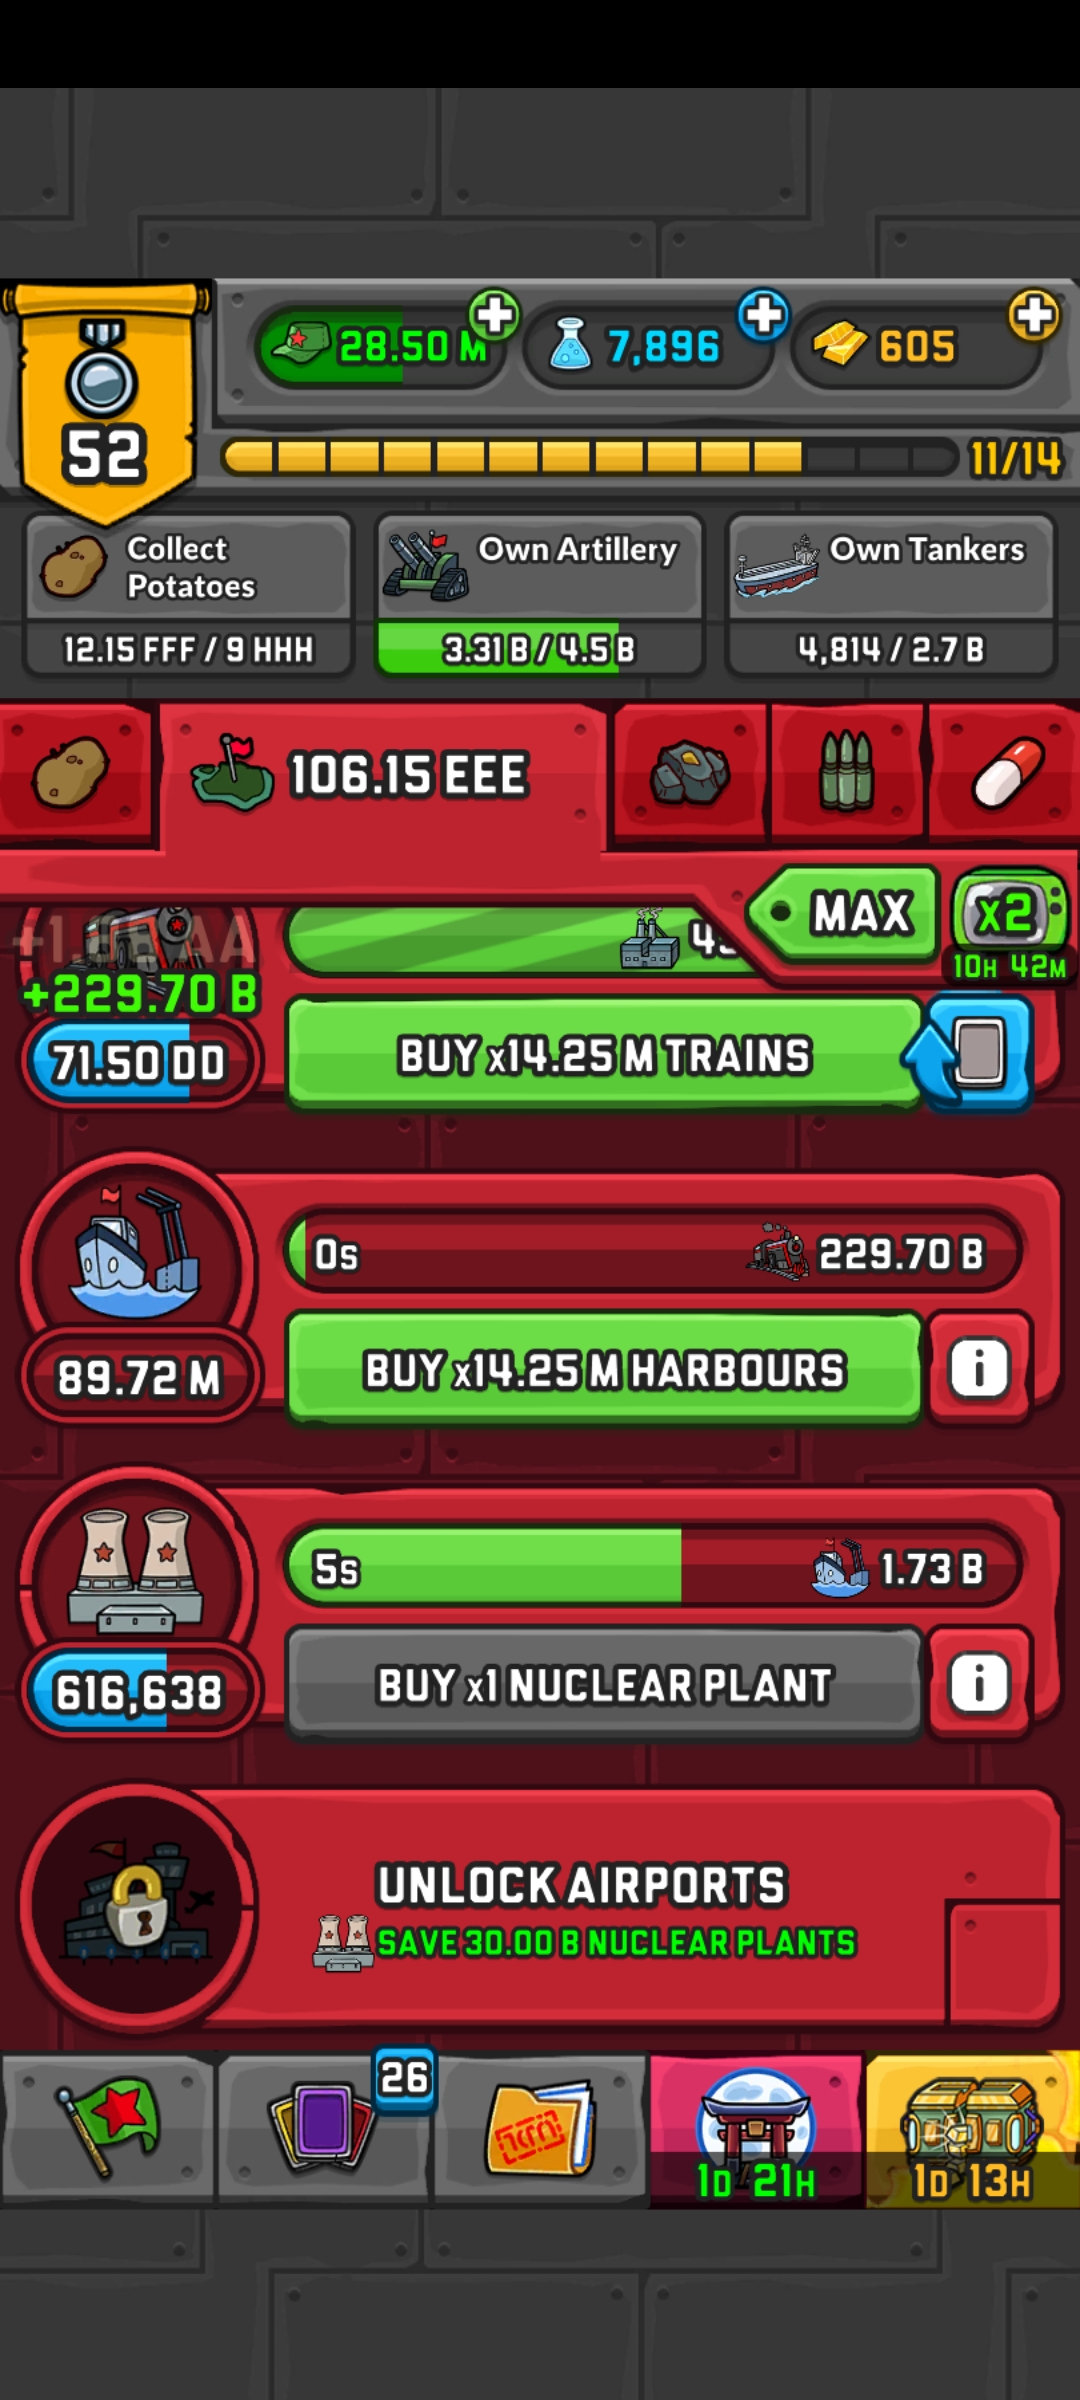 28.50 M
7,896
605
52
11/14
Collect
Potatoes
12.15 FFF / 9 HHH
Own Artillery
3.31 B / 4.5 B
Own Tankers
4,814 / 2.7 B
106.15 EEE
MAX
x2
10H 42M
+229.70 B
71.50 DD
BUY x14.25 M TRAINS
0s
229.70 B
89.72 M
BUY x14.25 M HARBOURS
i
5s
1.73 B
616,638
BUY x1 NUCLEAR PLANT
i
UNLOCK AIRPORTS
SAVE 30.00 B NUCLEAR PLANTS
26
1D 21H
1D 13H